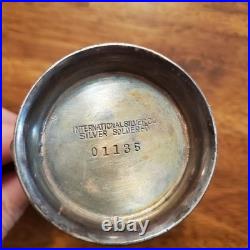 INTERNATIONAL SILVER CO.
SILVER SOLDERED
01135